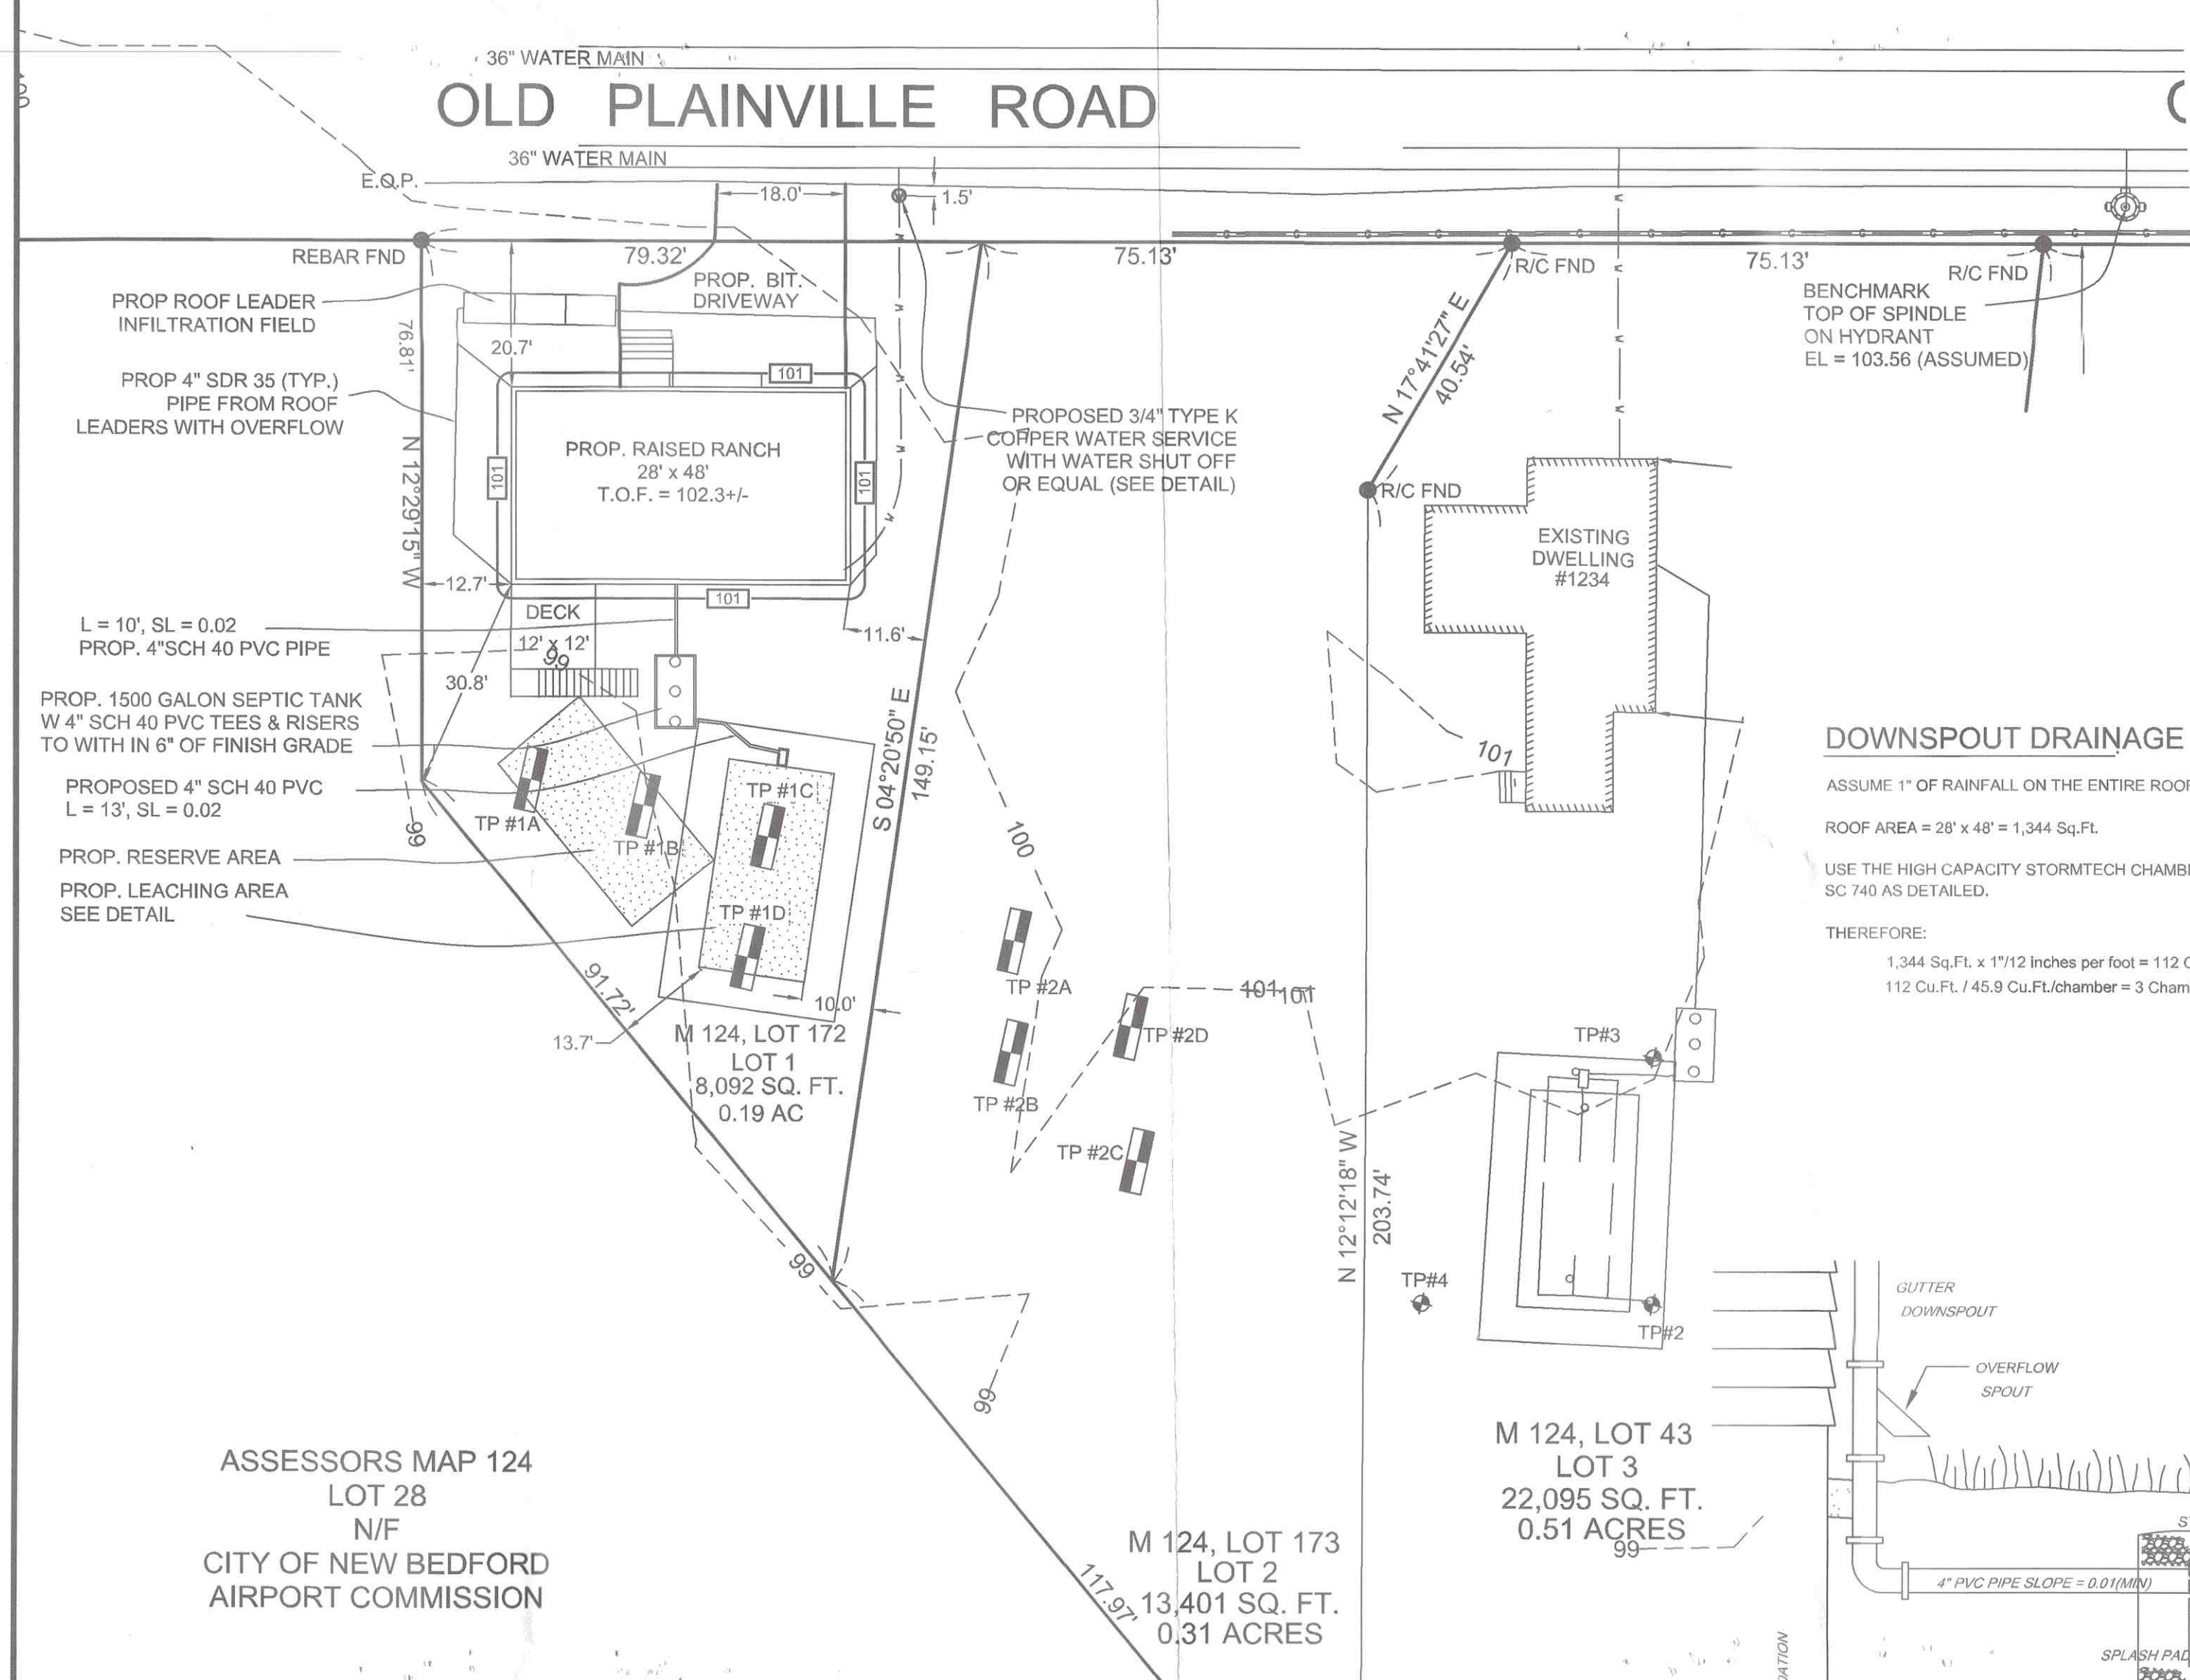 36" WATER MAIN
OLD PLAINVILLE ROAD
36" WATER MAIN
E.O.P.
18.0'
1.5'
REBAR FND
79.32'
75.13'
R/C FND
75.13'
R/C FND
PROP. BIT.
DRIVEWAY
PROP ROOF LEADER
INFILTRATION FIELD
76.81'
20.7'
N 17°41'27" E
40.54'
BENCHMARK
TOP OF SPINDLE
ON HYDRANT
EL = 103.56 (ASSUMED)
PROP 4" SDR 35 (TYP.)
PIPE FROM ROOF
LEADERS WITH OVERFLOW
101
PROPOSED 3/4" TYPE K
COPPER WATER SERVICE
WITH WATER SHUT OFF
OR EQUAL (SEE DETAIL)
N 12°29'15" W
101
PROP. RAISED RANCH
28' x 48'
T.O.F. = 102.3+/-
101
R/C FND
EXISTING
DWELLING
#1234
12.7'
101
DECK
12' x 12'
99
11.6'
L = 10', SL = 0.02
PROP. 4"SCH 40 PVC PIPE
30.8'
PROP. 1500 GALON SEPTIC TANK
W 4" SCH 40 PVC TEES & RISERS
TO WITH IN 6" OF FINISH GRADE
S 04°20'50" E
149.15'
101
DOWNSPOUT DRAINAGE
ASSUME 1" OF RAINFALL ON THE ENTIRE ROOF
ROOF AREA = 28' x 48' = 1,344 Sq.Ft.
USE THE HIGH CAPACITY STORMTECH
SC 740 AS DETAILED.
THEREFORE:
1,344 Sq.Ft. x 1"/12 inches per foot = 112
112 Cu.Ft. / 45.9 Cu.Ft./chamber = 3
PROPOSED 4" SCH 40 PVC
L = 13', SL = 0.02
99
TP #1A
TP #1B
TP #1C
TP #1D
100
PROP. RESERVE AREA
PROP. LEACHING AREA
SEE DETAIL
91.72'
13.7'
10.0'
M 124, LOT 172
LOT 1
8,092 SQ. FT.
0.19 AC
TP #2A
101
101
TP #2D
TP #2B
TP #2C
TP#3
N 12°12'18" W
203.74'
99
TP#4
TP#2
99
GUTTER
DOWNSPOUT
OVERFLOW
SPOUT
ASSESSORS MAP 124
LOT 28
N/F
CITY OF NEW BEDFORD
AIRPORT COMMISSION
M 124, LOT 43
LOT 3
22,095 SQ. FT.
0.51 ACRES
99
M 124, LOT 173
LOT 2
13,401 SQ. FT.
0.31 ACRES
117.97'
4" PVC PIPE SLOPE = 0.01(MIN)
SPLASH PAD